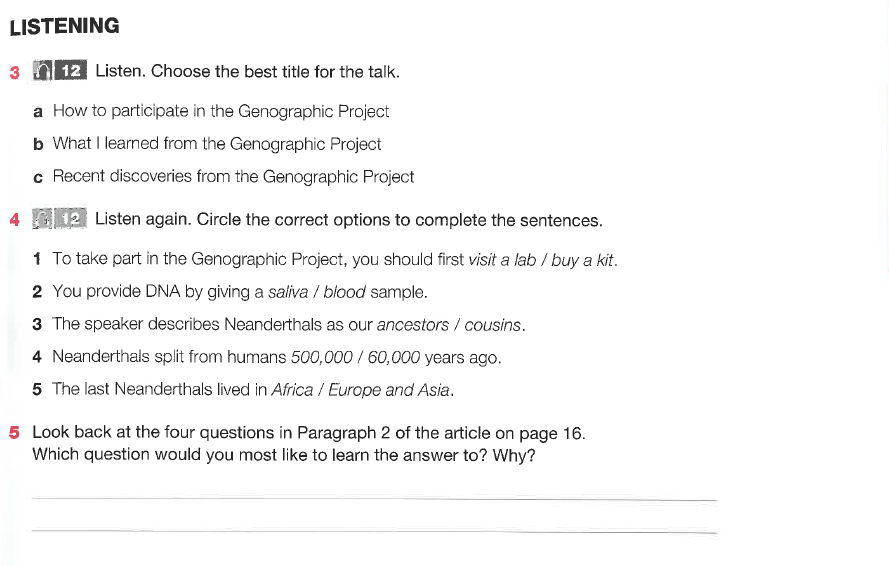 LISTENING
3 12 Listen. Choose the best title for the talk.
a How to participate in the Genographic Project
b What I learned from the Genographic Project
c Recent discoveries from the Genographic Project
4 12 Listen again. Circle the correct options to complete the sentences.
1 To take part in the Genographic Project, you should first visit a lab / buy a kit.
2 You provide DNA by giving a saliva / blood sample.
3 The speaker describes Neanderthals as our ancestors / cousins.
4 Neanderthals split from humans 500,000 / 60,000 years ago.
5 The last Neanderthals lived in Africa / Europe and Asia.
5 Look back at the four questions in Paragraph 2 of the article on page 16.
Which question would you most like to learn the answer to? Why?